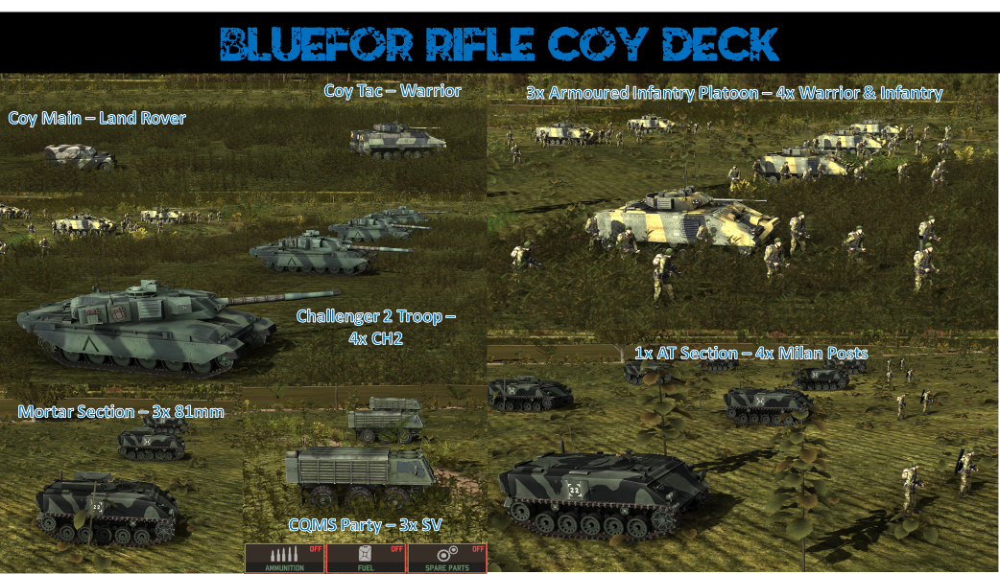 BLUEFOR RIFLE COY DECK
Coy Tac – Warrior
3x Armoured Infantry Platoon – 4x Warrior & Infantry
Coy Main – Land Rover
Challenger 2 Troop –
4x CH2
1x AT Section – 4x Milan Posts
Mortar Section – 3x 81mm
22
22
CQMS Party – 3x SV
OFF
OFF
OFF
AMMUNITION
FUEL
SPARE PARTS